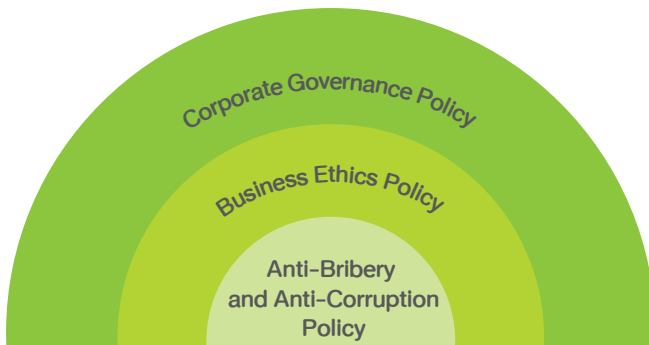 Corporate Governance Policy
Business Ethics Policy
Anti-Bribery
and Anti-Corruption
Policy